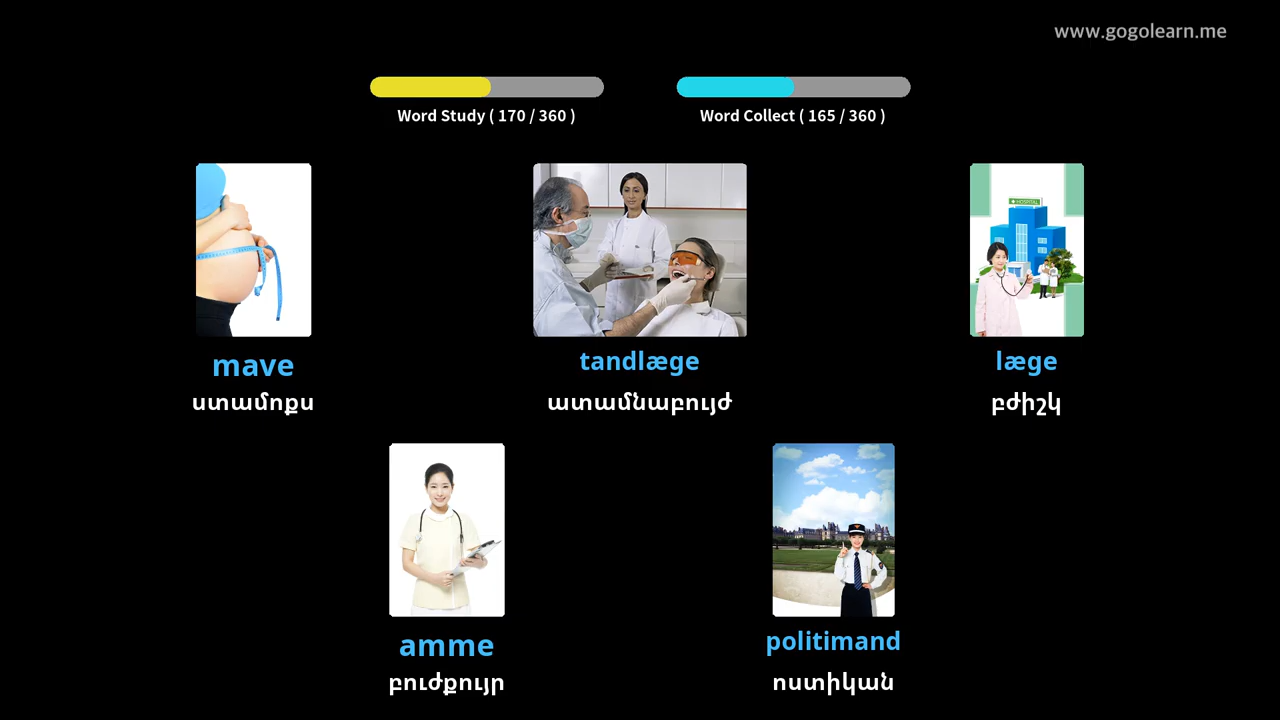 www.gogolearn.me
Word Study ( 170 / 360 )
Word Collect ( 165 / 360 )
HOSPITAL
mave
tandlæge
læge
ստամոքս
ատամնաբույժ
բժիշկ
amme
politimand
բուժքույր
ոստիկան